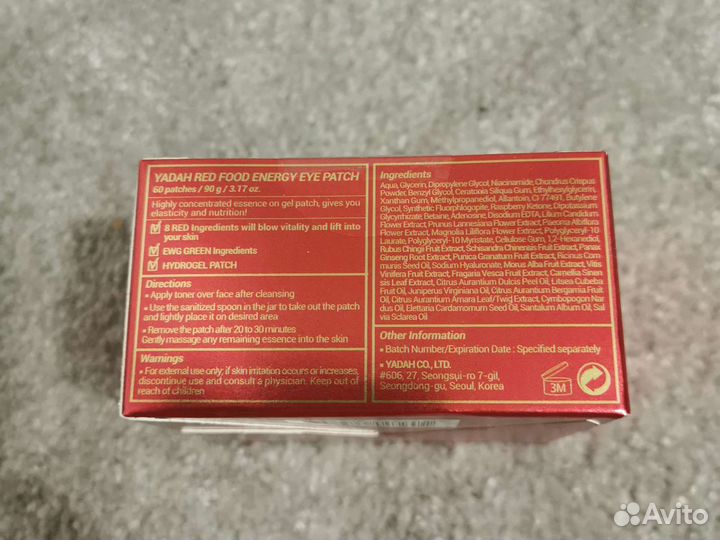 YADAH RED FOOD ENERGY EYE PATCH
60 patches / 90 g / 3.17 oz.
Highly concentrated essence on gel patch, gives you
elasticity and nutrition!
8 RED Ingredients will blow vitality and lift into
your skin
EWG GREEN Ingredients
HYDROGEL PATCH
Directions
• Apply toner over face after cleansing
• Use the sanitized spoon in the jar to take out the patch
and lightly place it on desired area
• Remove the patch after 20 to 30 minutes
Gently massage any remaining essence into the skin
Warnings
• For external use only; if skin irritation occurs or increases,
discontinue use and consult a physician. Keep out of
reach of children
Ingredients
Aqua, Glycerin, Dipropylene Glycol, Niacinamide, Chondrus Crispus
Powder, Benzyl Glycol, Ceratonia Siliqua Gum, Ethylhexylglycerin,
Xanthan Gum, Methylpropanediol, Allantoin, CI 77491, Butylene
Glycol, Synthetic Fluorphlogopite, Raspberry Ketone, Dipotassium
Glycyrrhizate, Betaine, Adenosine, Disodium EDTA, Lilium Candidum
Flower Extract, Prunus Lannesiana Flower Extract, Paeonia Albiflora
Flower Extract, Magnolia Liliflora Flower Extract, Polyglyceryl-10
Laurate, Polyglyceryl-10 Myristate, Cellulose Gum, 1,2-Hexanediol,
Rubus Chingii Fruit Extract, Schisandra Chinensis Fruit Extract, Panax
Ginseng Root Extract, Punica Granatum Fruit Extract, Ricinus Com
munis Seed Oil, Sodium Hyaluronate, Morus Alba Fruit Extract, Vitis
Vinifera Fruit Extract, Fragaria Vesca Fruit Extract, Camellia Sinen
sis Leaf Extract, Citrus Aurantium Dulcis Peel Oil, Litsea Cubeba
Fruit Oil, Juniperus Virginiana Oil, Citrus Aurantium Bergamia Fruit
Oil, Citrus Aurantium Amara Leaf/Twig Extract, Cymbopogon Nar
dus Oil, Elettaria Cardamomum Seed Oil, Santalum Album Oil, Sal
via Sclarea Oil
Other Information
• Batch Number/Expiration Date : Specified separately
• YADAH CO., LTD.
#606, 27, Seongsui-ro 7-gil,
Seongdong-gu, Seoul, Korea
3M
Avito